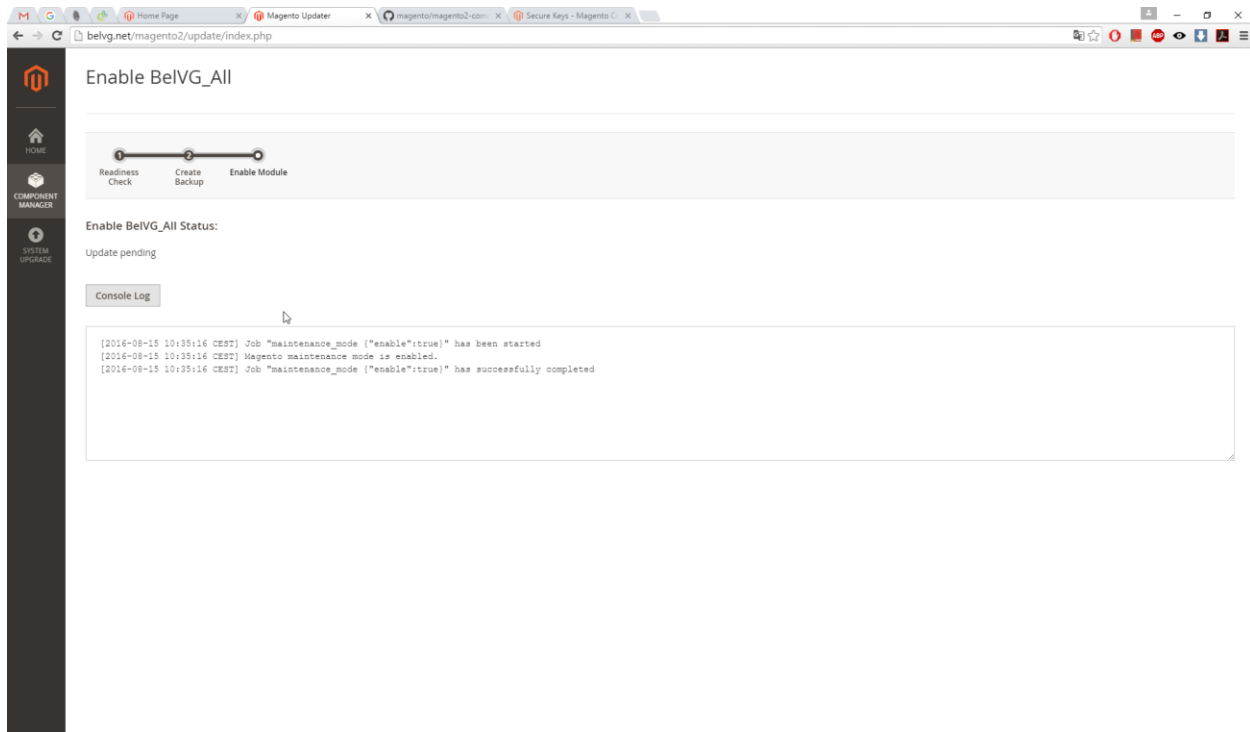 Home Page
Magento Updater
magento/magento2-com
Secure Keys - Magento C
belvg.net/magento2/update/index.php
ABP
Enable BelVG_All
HOME
COMPONENT
MANAGER
SYSTEM
UPGRADE
1
2
Readiness
Check
Create
Backup
Enable Module
Enable BelVG_All Status:
Update pending
Console Log
[2016-08-15 10:35:16 CEST] Job "maintenance_mode {"enable":true}" has been started
[2016-08-15 10:35:16 CEST] Magento maintenance mode is enabled.
[2016-08-15 10:35:16 CEST] Job "maintenance_mode {"enable":true}" has successfully completed